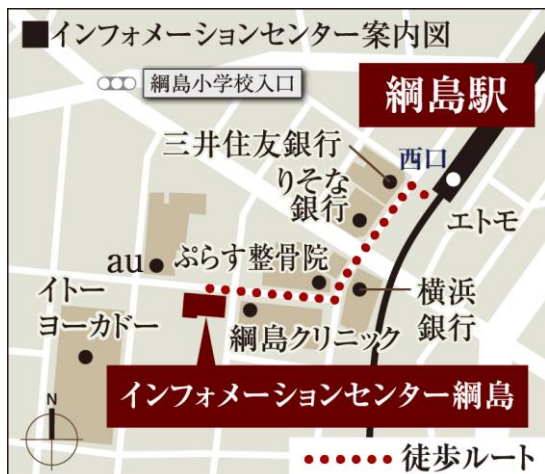 ■インフォメーションセンター案内図
綱島小学校入口
綱島駅
三井住友銀行
西口
りそな
銀行
エトモ
au
ぷらす整骨院
イトー
ヨーカドー
横浜
銀行
綱島クリニック
インフォメーションセンター綱島
N
徒歩ルート